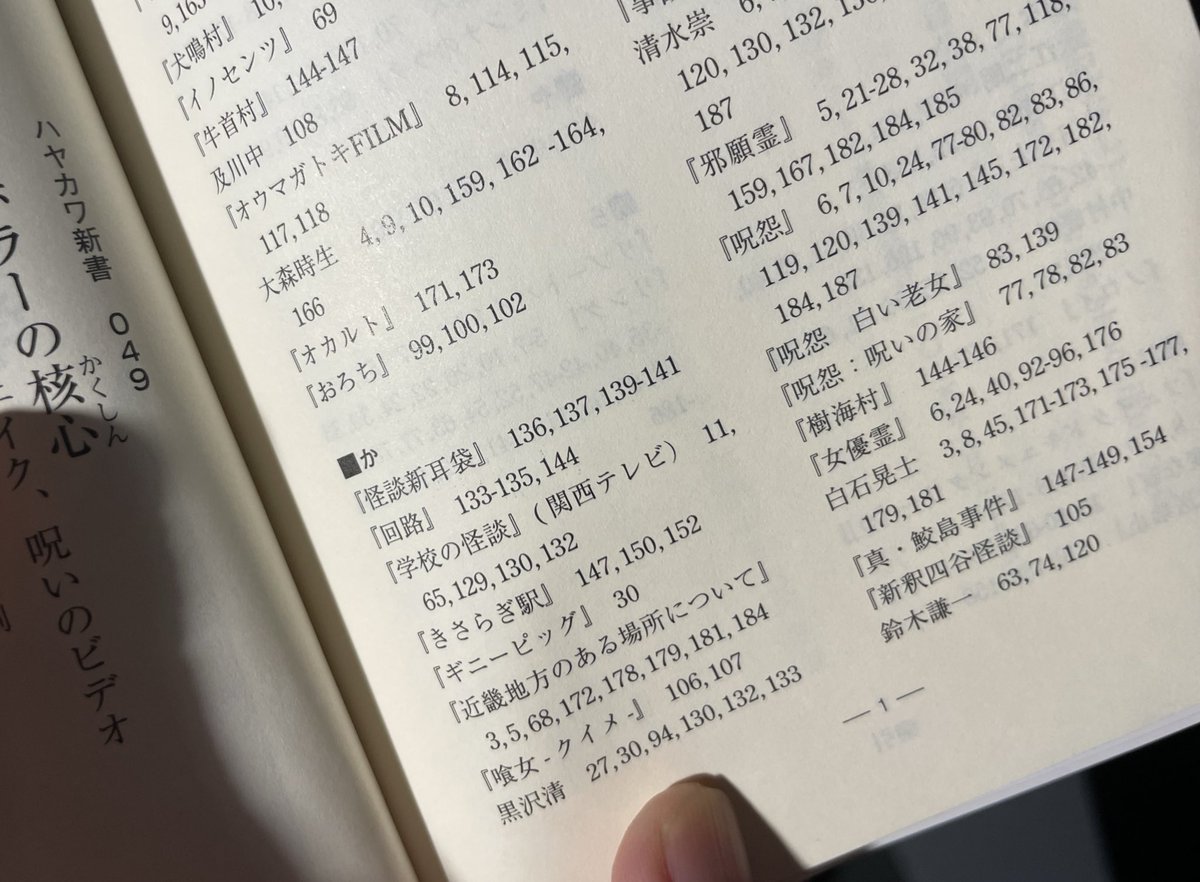 9,163
『犬鳴村』 10,
『イノセンツ』 69
『牛首村』 144-147
及川中 108
『オウマガトキFILM』 8, 114, 115,
117, 118
大森時生 4, 9, 10, 159, 162 -164,
166
『オカルト』 171, 173
『おろち』 99, 100, 102
■か
『怪談新耳袋』 136, 137, 139-141
『回路』 133-135, 144
『学校の怪談』(関西テレビ) 11,
65, 129, 130, 132
『きさらぎ駅』 147, 150, 152
『ギニーピッグ』 30
『近畿地方のある場所について』
3, 5, 68, 172, 178, 179, 181, 184
『喰女 - クイメ -』 106, 107
黒沢清 27, 30, 94, 130, 132, 133
清水崇 6,
120, 130, 132,
187
『邪願霊』 5, 21-28, 32, 38, 77, 118,
159, 167, 182, 184, 185
『呪怨』 6, 7, 10, 24, 77-80, 82, 83, 86,
119, 120, 139, 141, 145, 172, 182,
184, 187
『呪怨 白い老女』 83, 139
『呪怨：呪いの家』 77, 78, 82, 83
『樹海村』 144-146
『女優霊』 6, 24, 40, 92-96, 176
白石晃士 3, 8, 45, 171-173, 175 -177,
179, 181
『真・鮫島事件』 147-149, 154
『新釈四谷怪談』 105
鈴木謙一 63, 74, 120
— 1 —
ハヤカワ新書 049
ラーの核心
かくしん
イク、呪いのビデオ